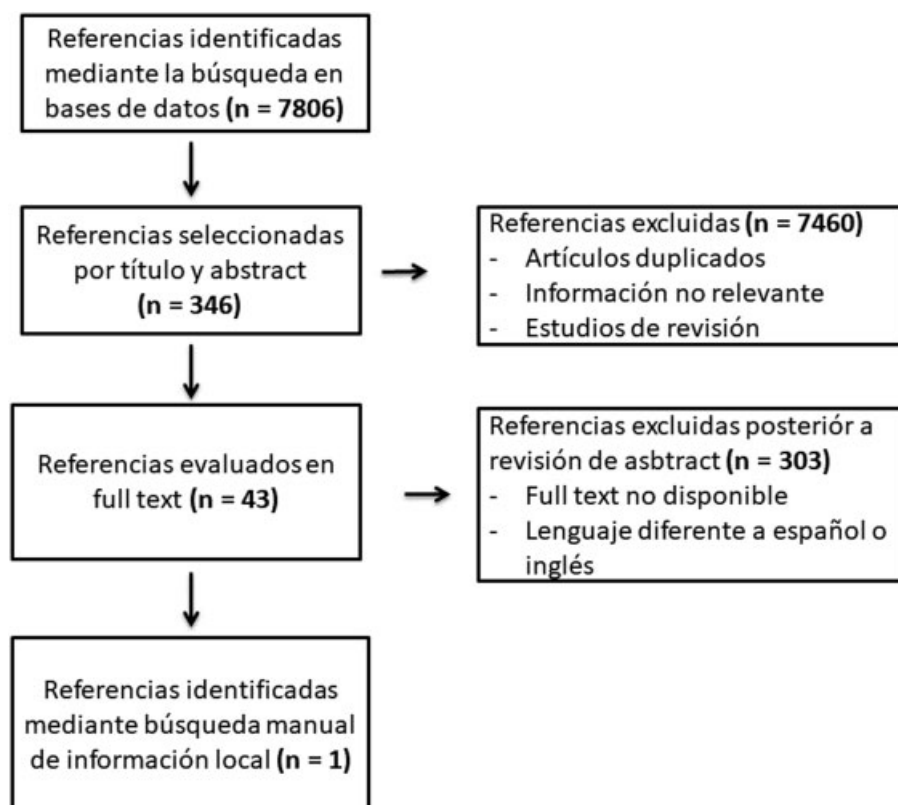 Referencias identificadas
mediante la búsqueda en
bases de datos (n = 7806)
Referencias seleccionadas
por título y abstract
(n = 346)
Referencias excluidas (n = 7460)
- Artículos duplicados
- Información no relevante
- Estudios de revisión
Referencias evaluados en
full text (n = 43)
Referencias excluidas posteriór a
revisión de asbtract (n = 303)
- Full text no disponible
- Lenguaje diferente a español o
inglés
Referencias identificadas
mediante búsqueda manual
de información local (n = 1)